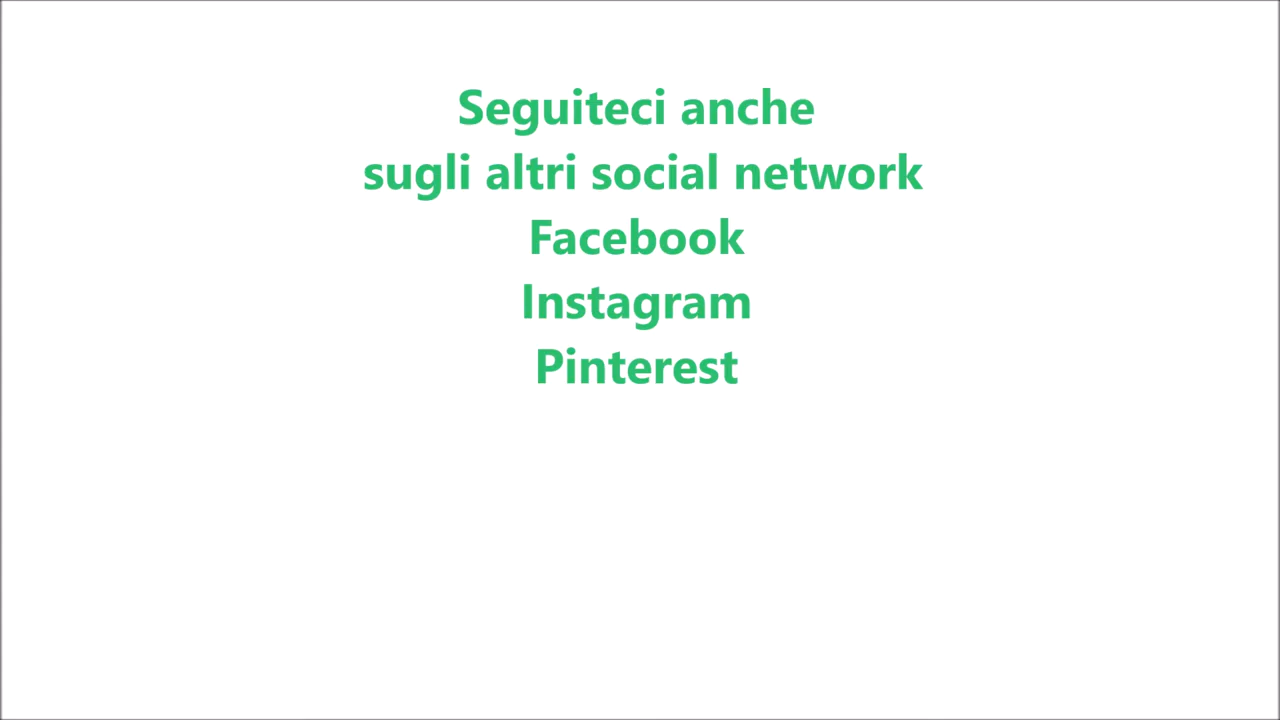 Seguiteci anche
sugli altri social network
Facebook
Instagram
Pinterest